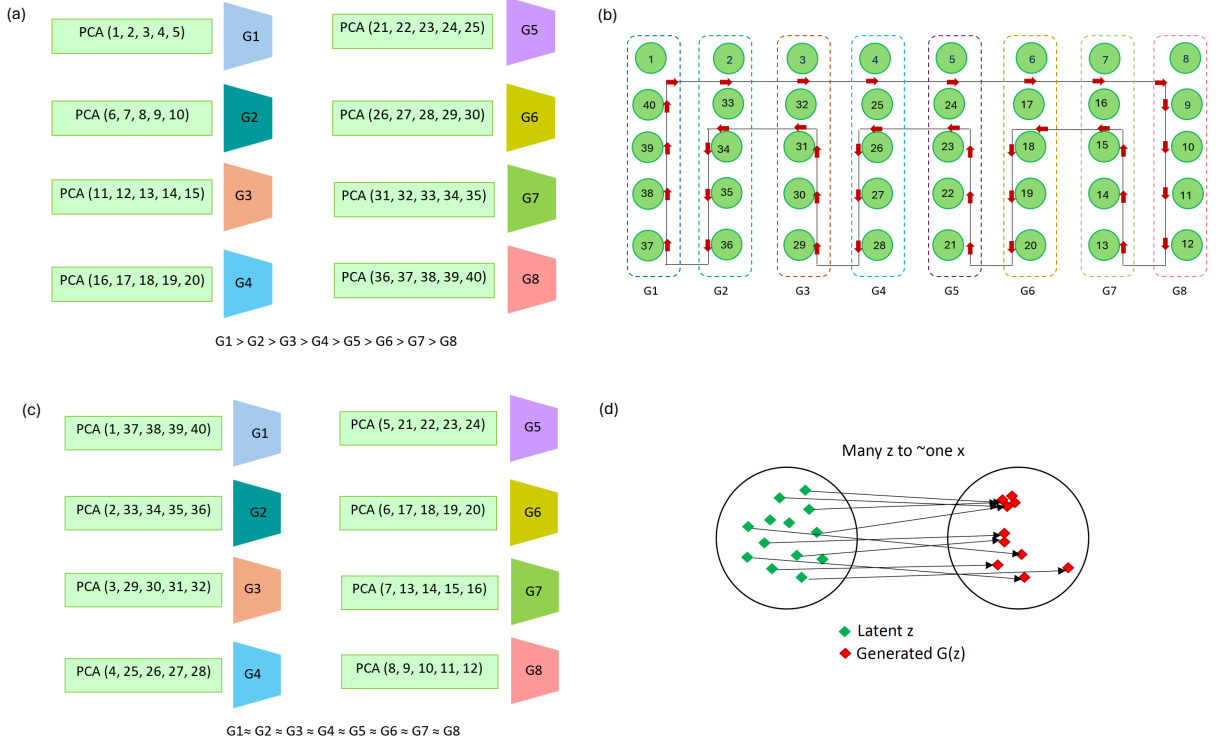 (a)
PCA (1, 2, 3, 4, 5)
G1
PCA (21, 22, 23, 24, 25)
G5
PCA (6, 7, 8, 9, 10)
G2
PCA (26, 27, 28, 29, 30)
G6
PCA (11, 12, 13, 14, 15)
G3
PCA (31, 32, 33, 34, 35)
G7
PCA (16, 17, 18, 19, 20)
G4
PCA (36, 37, 38, 39, 40)
G8
G1 > G2 > G3 > G4 > G5 > G6 > G7 > G8
(b)
1 2 3 4 5 6 7 8
40 33 32 25 24 17 16 9
39 34 31 26 23 18 15 10
38 35 30 27 22 19 14 11
37 36 29 28 21 20 13 12
G1 G2 G3 G4 G5 G6 G7 G8
(c)
PCA (1, 37, 38, 39, 40)
G1
PCA (5, 21, 22, 23, 24)
G5
PCA (2, 33, 34, 35, 36)
G2
PCA (6, 17, 18, 19, 20)
G6
PCA (3, 29, 30, 31, 32)
G3
PCA (7, 13, 14, 15, 16)
G7
PCA (4, 25, 26, 27, 28)
G4
PCA (8, 9, 10, 11, 12)
G8
G1≈ G2 ≈ G3 ≈ G4 ≈ G5 ≈ G6 ≈ G7 ≈ G8
(d)
Many z to ~one x
Latent z
Generated G(z)